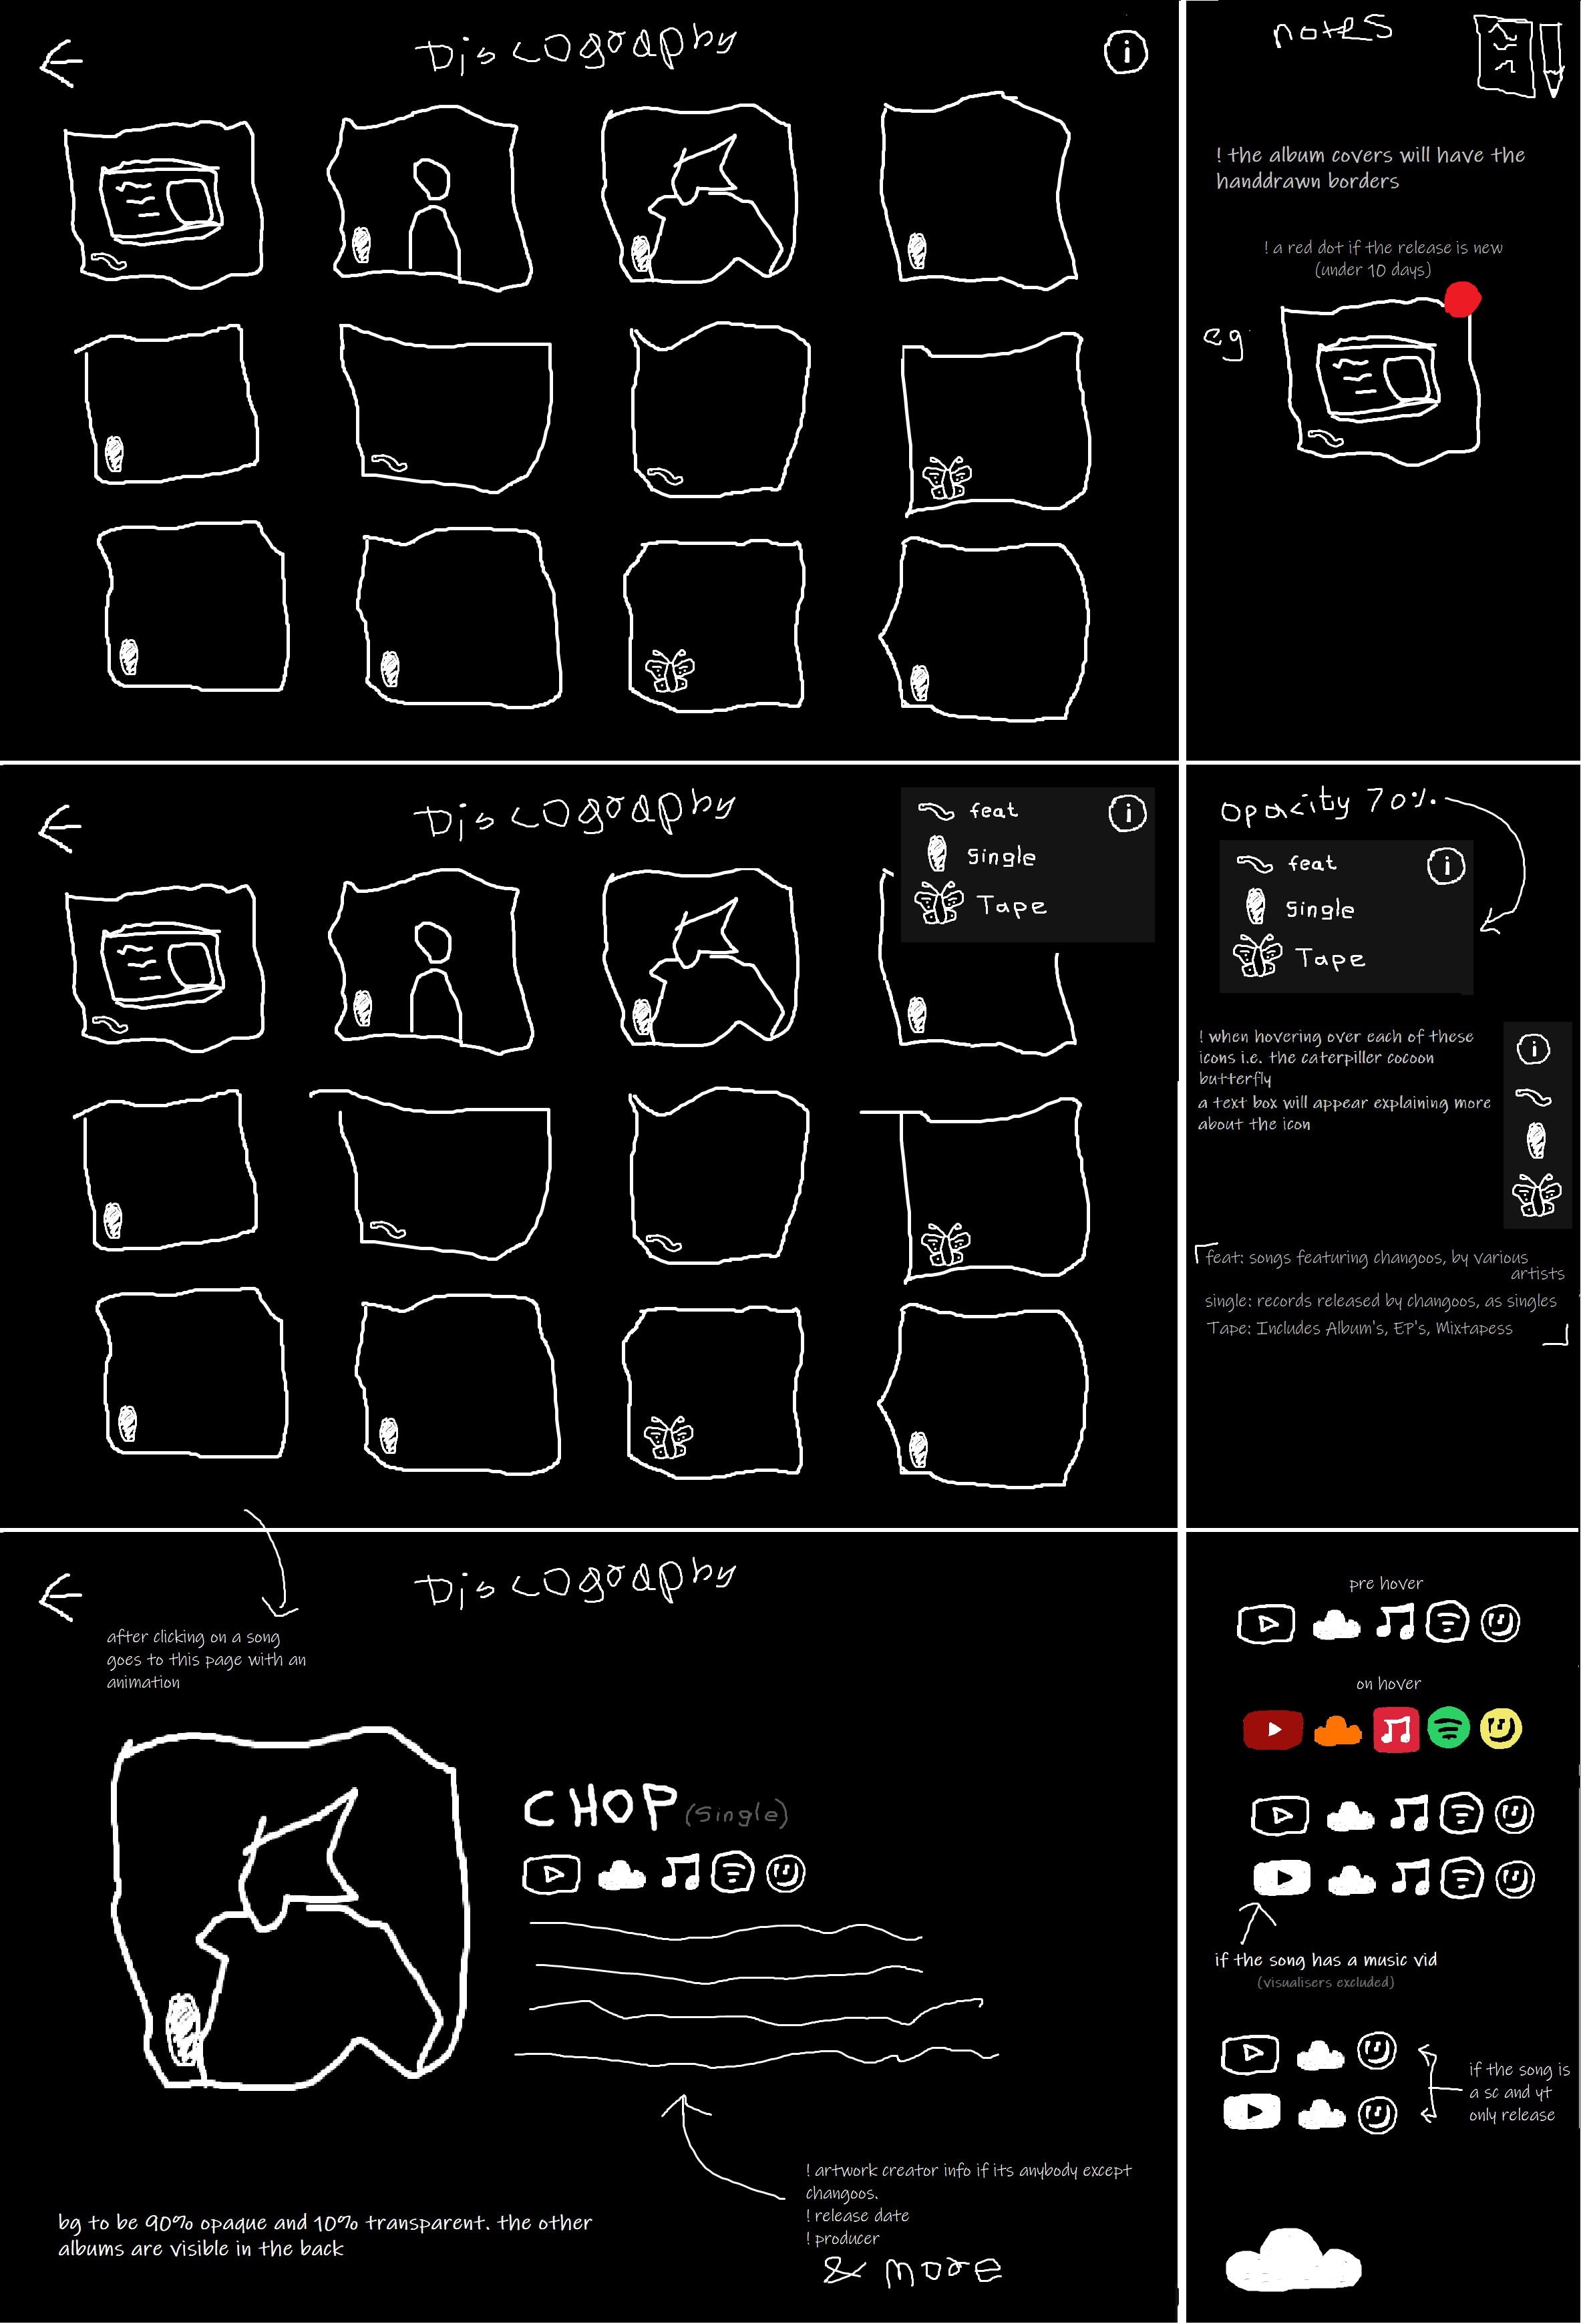 Discography
i
notes
! the album covers will have the
handdrawn borders
! a red dot if the release is new
(under 10 days)
eg
Discography
feat
i
single
Tape
opacity 70%.
feat
i
single
Tape
! when hovering over each of these
icons i.e. the caterpiller cocoon
butterfly
a text box will appear explaining more
about the icon
i
feat: songs featuring changoos, by various
artists
single: records released by changoos, as singles
Tape: Includes Album's, EP's, Mixtapess
Discography
after clicking on a song
goes to this page with an
animation
CHOP (single)
! artwork creator info if its anybody except
changoos.
! release date
! producer
& more
bg to be 90% opaque and 10% transparent. the other
albums are visible in the back
pre hover
on hover
if the song has a music vid
(visualisers excluded)
if the song is
a sc and yt
only release